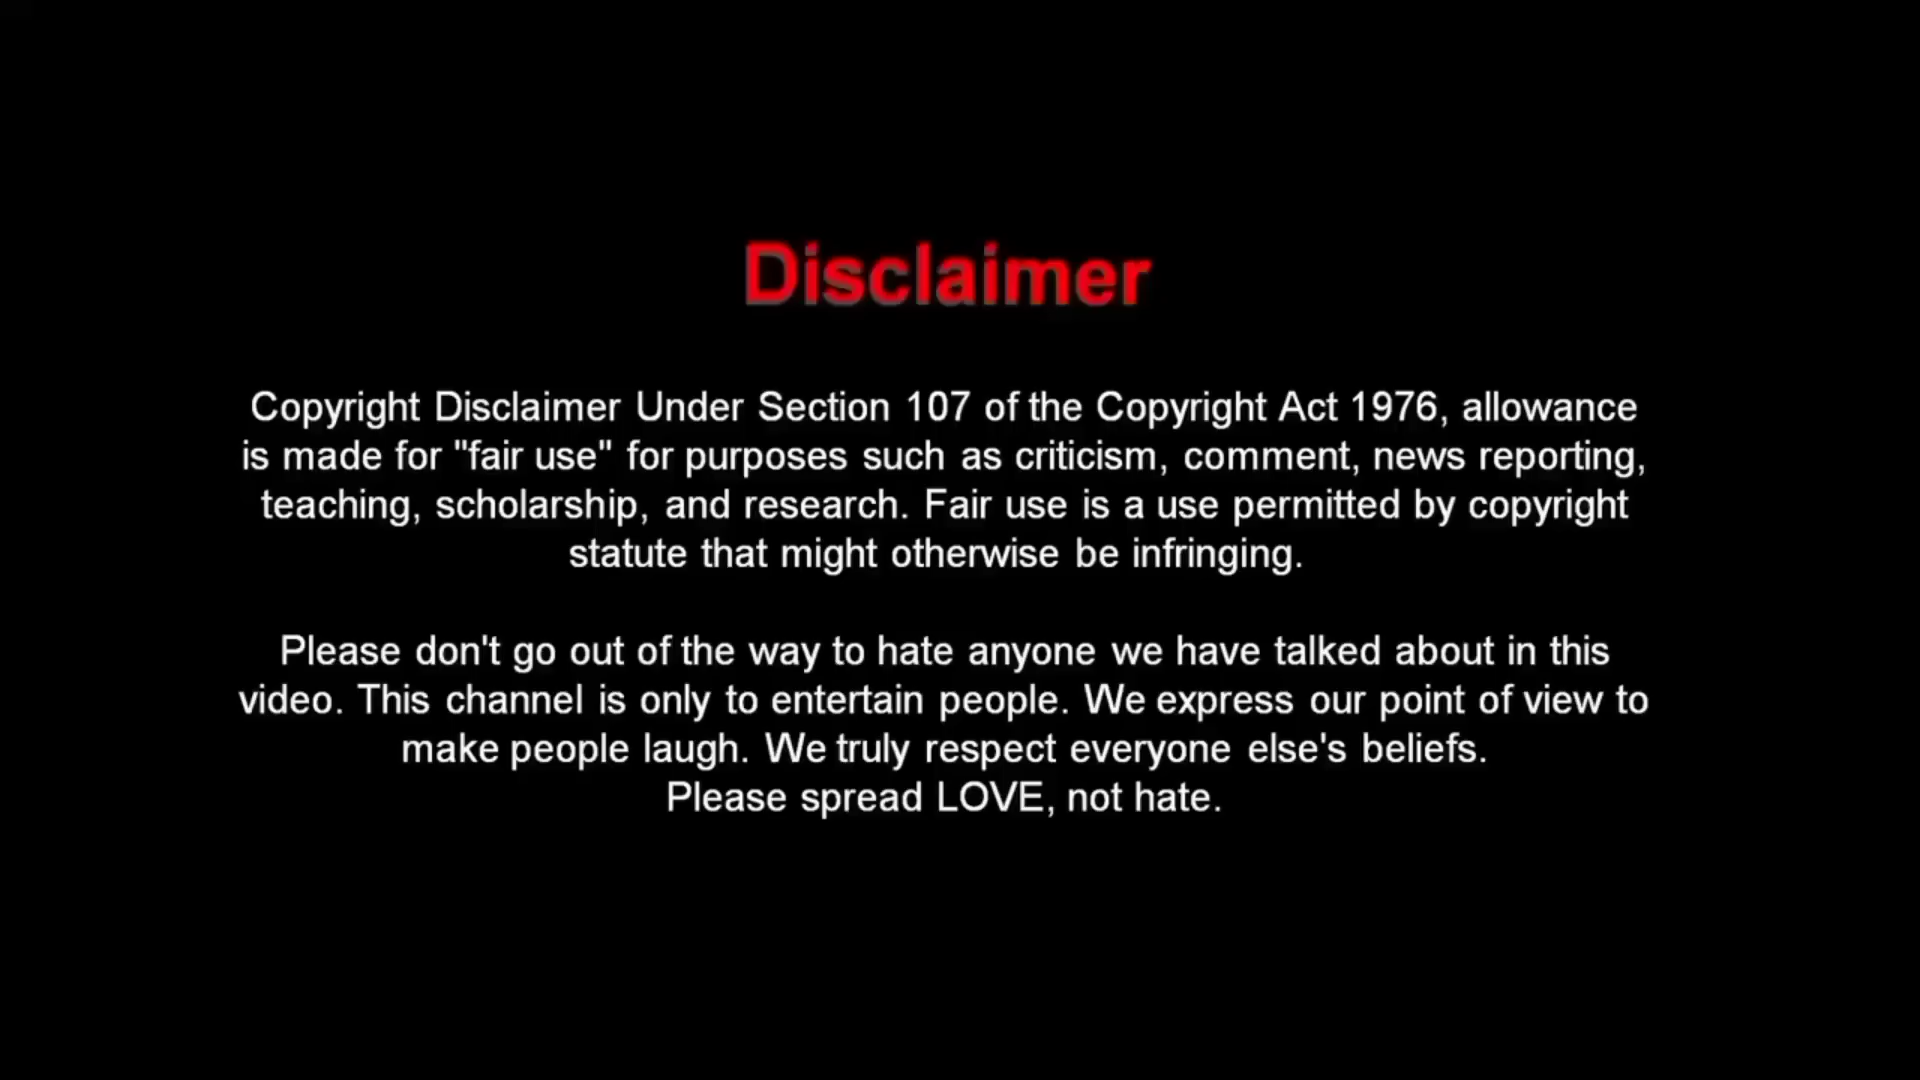 Disclaimer
Copyright Disclaimer Under Section 107 of the Copyright Act 1976, allowance
is made for "fair use" for purposes such as criticism, comment, news reporting,
teaching, scholarship, and research. Fair use is a use permitted by copyright
statute that might otherwise be infringing.
Please don't go out of the way to hate anyone we have talked about in this
video. This channel is only to entertain people. We express our point of view to
make people laugh. We truly respect everyone else's beliefs.
Please spread LOVE, not hate.